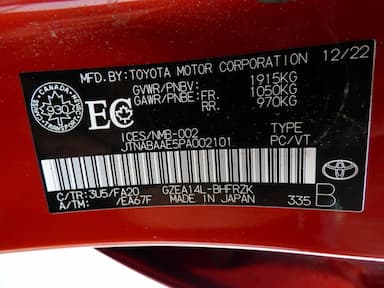 MFD. BY: TOYOTA MOTOR CORPORATION 12/22
GVWR/PNBV: 1915KG
GAWR/PNBE: FR: 1050KG
RR: 970KG
CANADA
930
EC
ICES/NMB-002
TYPE:
JTNABAAE5PA002101
PC/VT
C/TR: 3U5/FA20
GZEA14L-BHFRZK
A/TM: /EA67F
MADE IN JAPAN
335
B